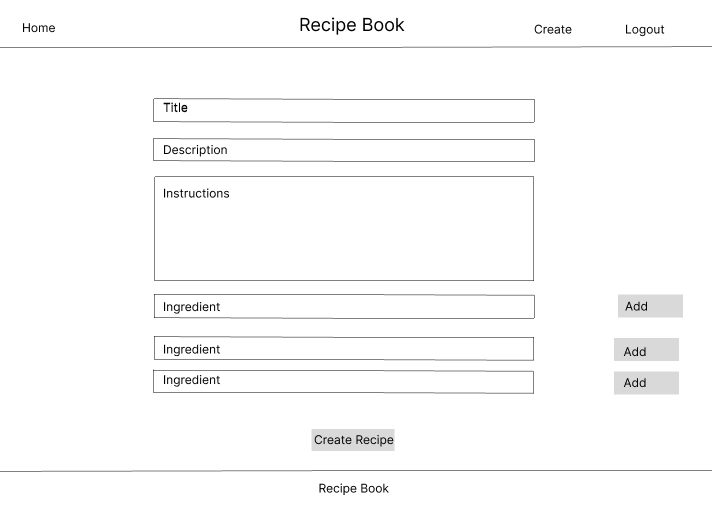 Home
Recipe Book
Create
Logout
Title
Description
Instructions
Ingredient
Add
Ingredient
Add
Ingredient
Add
Create Recipe
Recipe Book